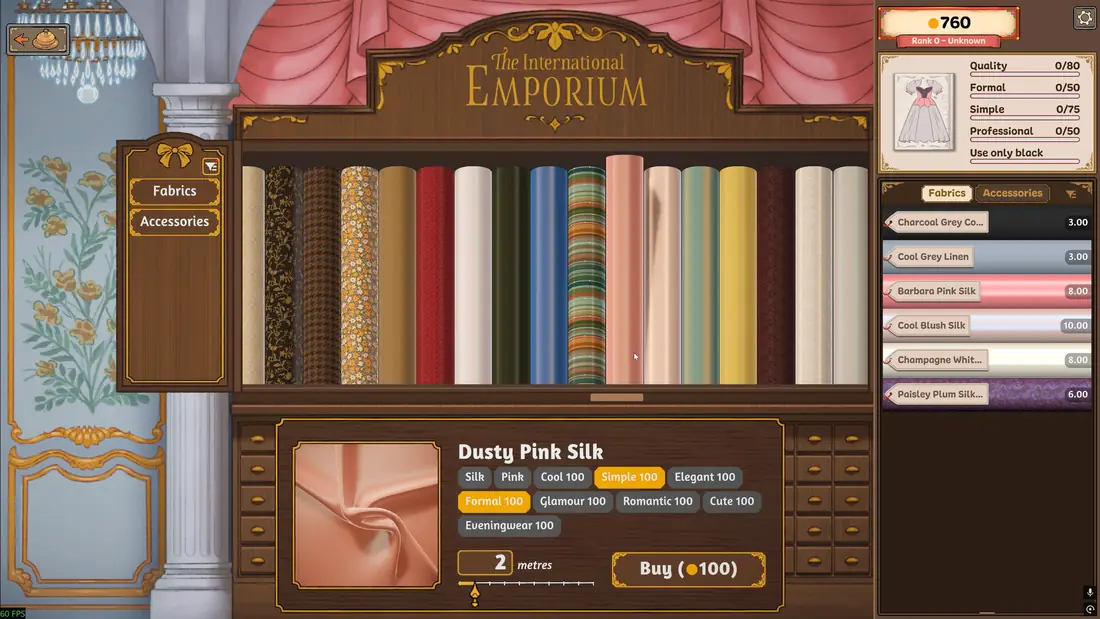 760
Rank 0 - Unknown
The International
EMPORIUM
Quality 0/80
Formal 0/50
Simple 0/75
Professional 0/50
Use only black
Fabrics
Accessories
Fabrics Accessories
Charcoal Grey Co... 3.00
Cool Grey Linen 3.00
Barbara Pink Silk 8.00
Cool Blush Silk 10.00
Champagne Whit... 8.00
Paisley Plum Silk... 6.00
Dusty Pink Silk
Silk Pink Cool 100 Simple 100 Elegant 100
Formal 100 Glamour 100 Romantic 100 Cute 100
Eveningwear 100
2 metres
Buy (100)
60 FPS